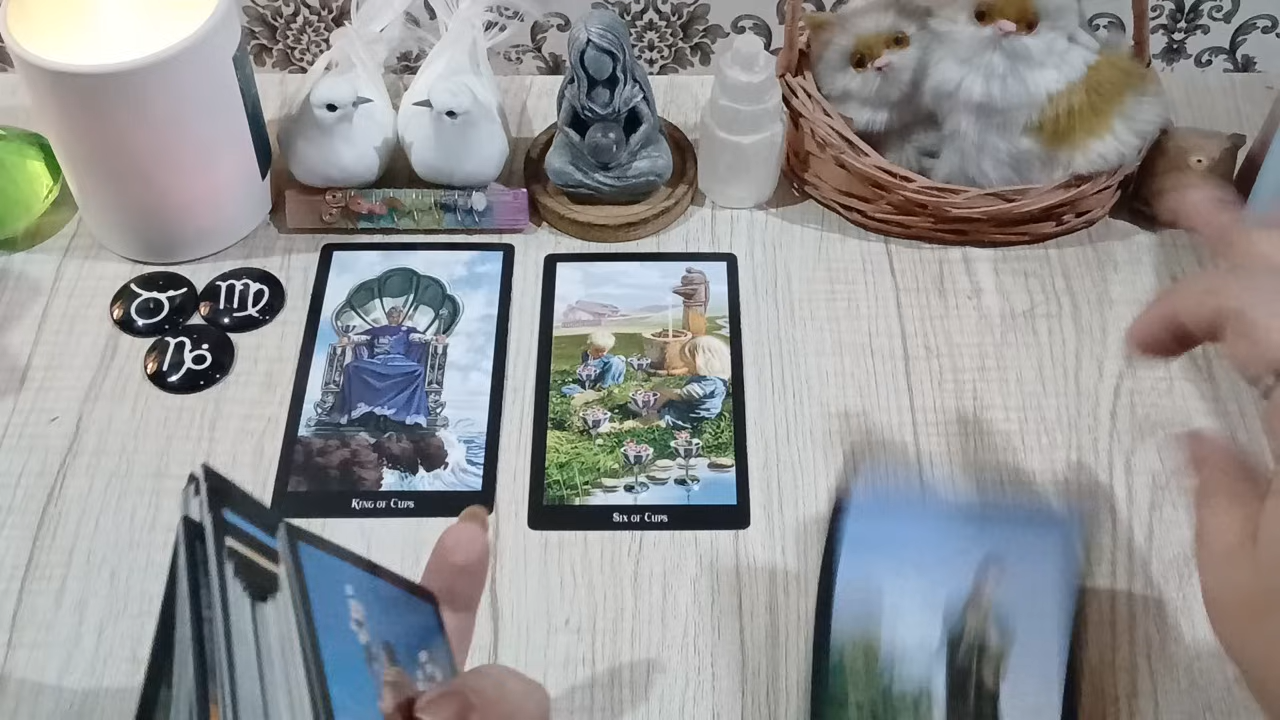 ♉ ♍
♑
King of Cups
Six of Cups